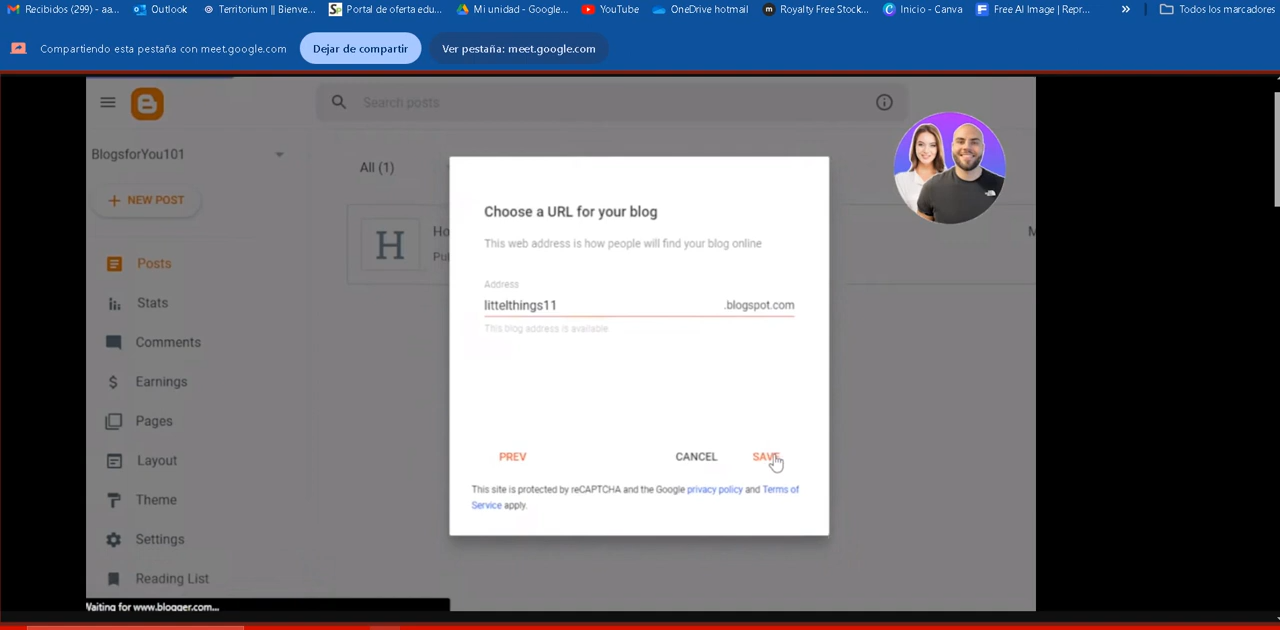 Recibidos (299) - aa... Outlook Territorium || Bienve... Portal de oferta edu... Mi unidad - Google... YouTube OneDrive hotmail Royalty Free Stock... Inicio - Canva Free AI Image | Repr... » Todos los marcadores
Compartiendo esta pestaña con meet.google.com Dejar de compartir Ver pestaña: meet.google.com
Search posts
BlogsforYou101
All (1)
+ NEW POST
Choose a URL for your blog
H Ho
This web address is how people will find your blog online
Pu
Posts
Address
Stats
littelthings11 .blogspot.com
This blog address is available.
Comments
Earnings
Pages
PREV CANCEL SAVE
Layout
This site is protected by reCAPTCHA and the Google privacy policy and Terms of
Service apply.
Theme
Settings
Reading List
Waiting for www.blogger.com...